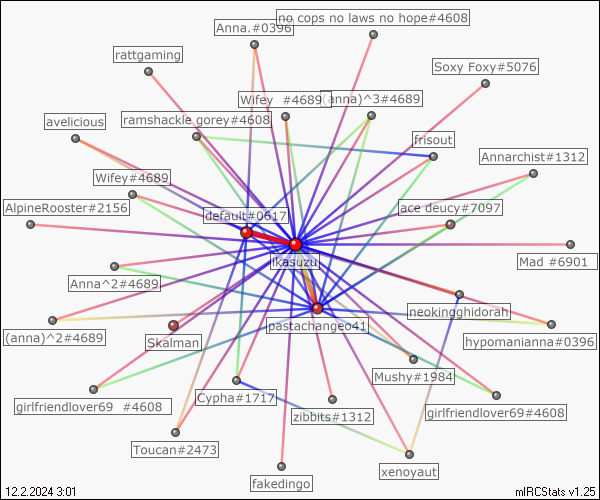 no cops no laws no hope#4608
Anna.#0396
rattgaming
Soxy Foxy#5076
Wifey  #4689
(anna)^3#4689
avelicious
ramshackle gorey#4608
frisout
Annarchist#1312
Wifey#4689
AlpineRooster#2156
default#0617
ace deucy#7097
ikasuzu
Mad #6901
Anna^2#4689
neokingghidorah
pastachangeo41
(anna)^2#4689
Skalman
hypomanianna#0396
Mushy#1984
girlfriendlover69  #4608
Cypha#1717
zibbits#1312
girlfriendlover69#4608
Toucan#2473
xenoyaut
fakedingo
12.2.2024 3:01
mIRCStats v1.25